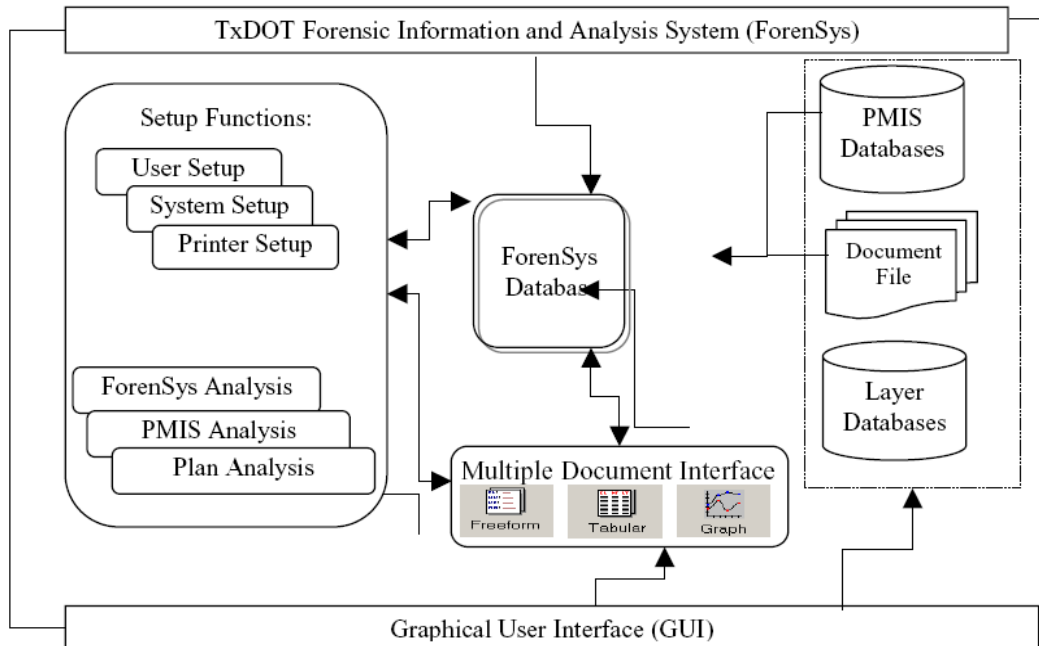 TxDOT Forensic Information and Analysis System (ForenSys)
Setup Functions:
User Setup
System Setup
Printer Setup
ForenSys Analysis
PMIS Analysis
Plan Analysis
ForenSys
Databas
PMIS
Databases
Document
File
Layer
Databases
Multiple Document Interface
Freeform
Tabular
Graph
Graphical User Interface (GUI)